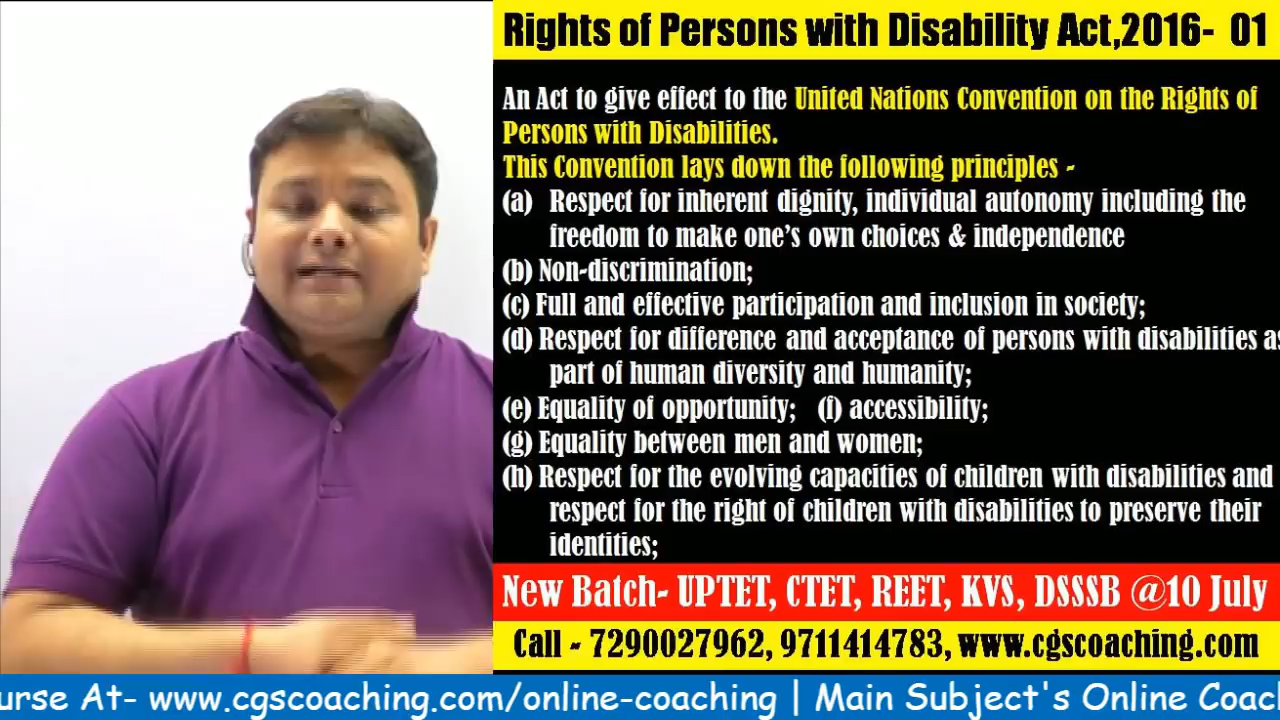 Rights of Persons with Disability Act,2016- 01
An Act to give effect to the United Nations Convention on the Rights of
Persons with Disabilities.
This Convention lays down the following principles -
(a) Respect for inherent dignity, individual autonomy including the
freedom to make one's own choices & independence
(b) Non-discrimination;
(c) Full and effective participation and inclusion in society;
(d) Respect for difference and acceptance of persons with disabilities as
part of human diversity and humanity;
(e) Equality of opportunity; (f) accessibility;
(g) Equality between men and women;
(h) Respect for the evolving capacities of children with disabilities and
respect for the right of children with disabilities to preserve their
identities;
New Batch- UPTET, CTET, REET, KVS, DSSSB @10 July
Call - 7290027962, 9711414783, www.cgscoaching.com
urse At- www.cgscoaching.com/online-coaching | Main Subject's Online Coac